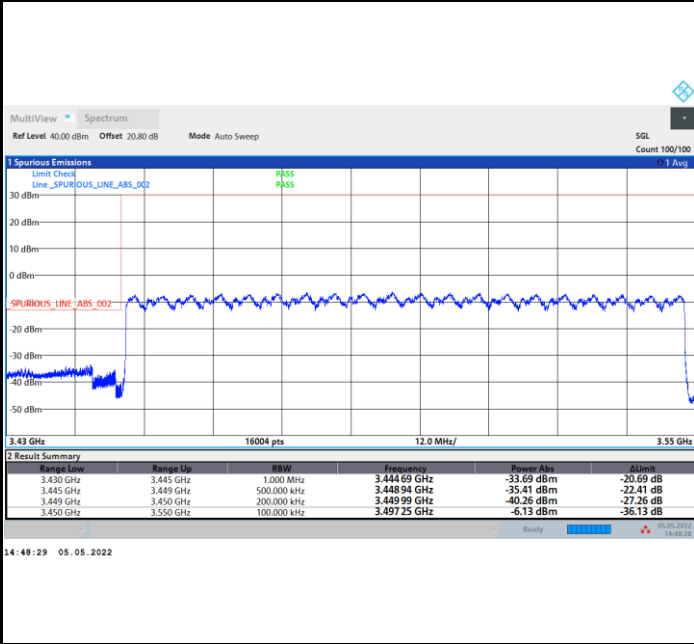 MultiView Spectrum
Ref Level 40.00 dBm Offset 20.80 dB Mode Auto Sweep SGL
Count 100/100
1 Spurious Emissions 1 Avg
Limit Check PASS
Line _SPURIOUS_LINE_ABS_002 PASS
30 dBm
20 dBm
10 dBm
0 dBm
_SPURIOUS_LINE_ABS_002
-20 dBm
-30 dBm
-40 dBm
-50 dBm
3.43 GHz 16004 pts 12.0 MHz/ 3.55 GHz
2 Result Summary
Range Low Range Up RBW Frequency Power Abs ΔLimit
3.430 GHz 3.445 GHz 1.000 MHz 3.444 69 GHz -33.69 dBm -20.69 dB
3.445 GHz 3.449 GHz 500.000 kHz 3.448 94 GHz -35.41 dBm -22.41 dB
3.449 GHz 3.450 GHz 200.000 kHz 3.449 99 GHz -40.26 dBm -27.26 dB
3.450 GHz 3.550 GHz 100.000 kHz 3.497 25 GHz -6.13 dBm -36.13 dB
Ready 05.05.2022
14:48:28
14:48:29 05.05.2022